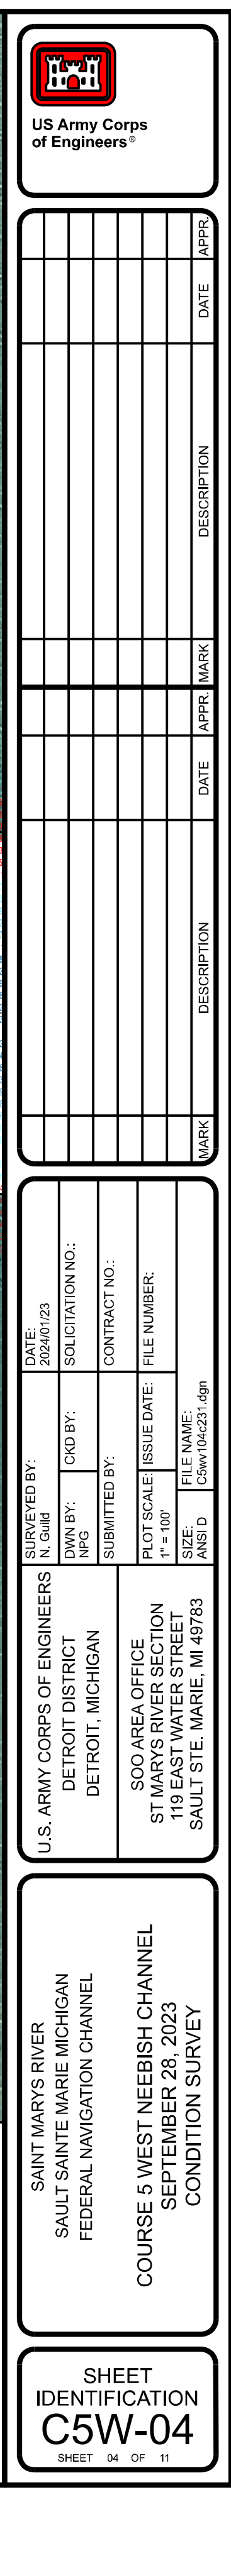 US Army Corps
of Engineers®
MARK DESCRIPTION DATE APPR. MARK DESCRIPTION DATE APPR.
U.S. ARMY CORPS OF ENGINEERS
DETROIT DISTRICT
DETROIT, MICHIGAN
SOO AREA OFFICE
ST MARYS RIVER SECTION
119 EAST WATER STREET
SAULT STE. MARIE, MI 49783
SURVEYED BY:
N. Guild
DATE:
2024/01/23
DWN BY:
NPG
CKD BY:
SOLICITATION NO.:
SUBMITTED BY:
CONTRACT NO.:
PLOT SCALE:
1" = 100'
ISSUE DATE:
FILE NUMBER:
SIZE:
ANSI D
FILE NAME:
C5wv104c231.dgn
SAINT MARYS RIVER
SAULT SAINTE MARIE MICHIGAN
FEDERAL NAVIGATION CHANNEL
COURSE 5 WEST NEEBISH CHANNEL
SEPTEMBER 28, 2023
CONDITION SURVEY
SHEET
IDENTIFICATION
C5W-04
SHEET 04 OF 11